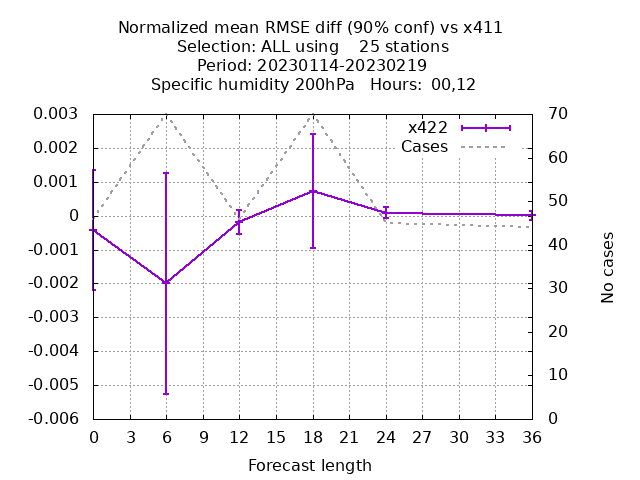 Normalized mean RMSE diff (90% conf) vs x411
Selection: ALL using    25 stations
Period: 20230114-20230219
Specific humidity 200hPa   Hours:  00,12
0.003
0.002
0.001
0
-0.001
-0.002
-0.003
-0.004
-0.005
-0.006
70
60
50
40
30
20
10
0
x422
Cases
No cases
0 3 6 9 12 15 18 21 24 27 30 33 36
Forecast length